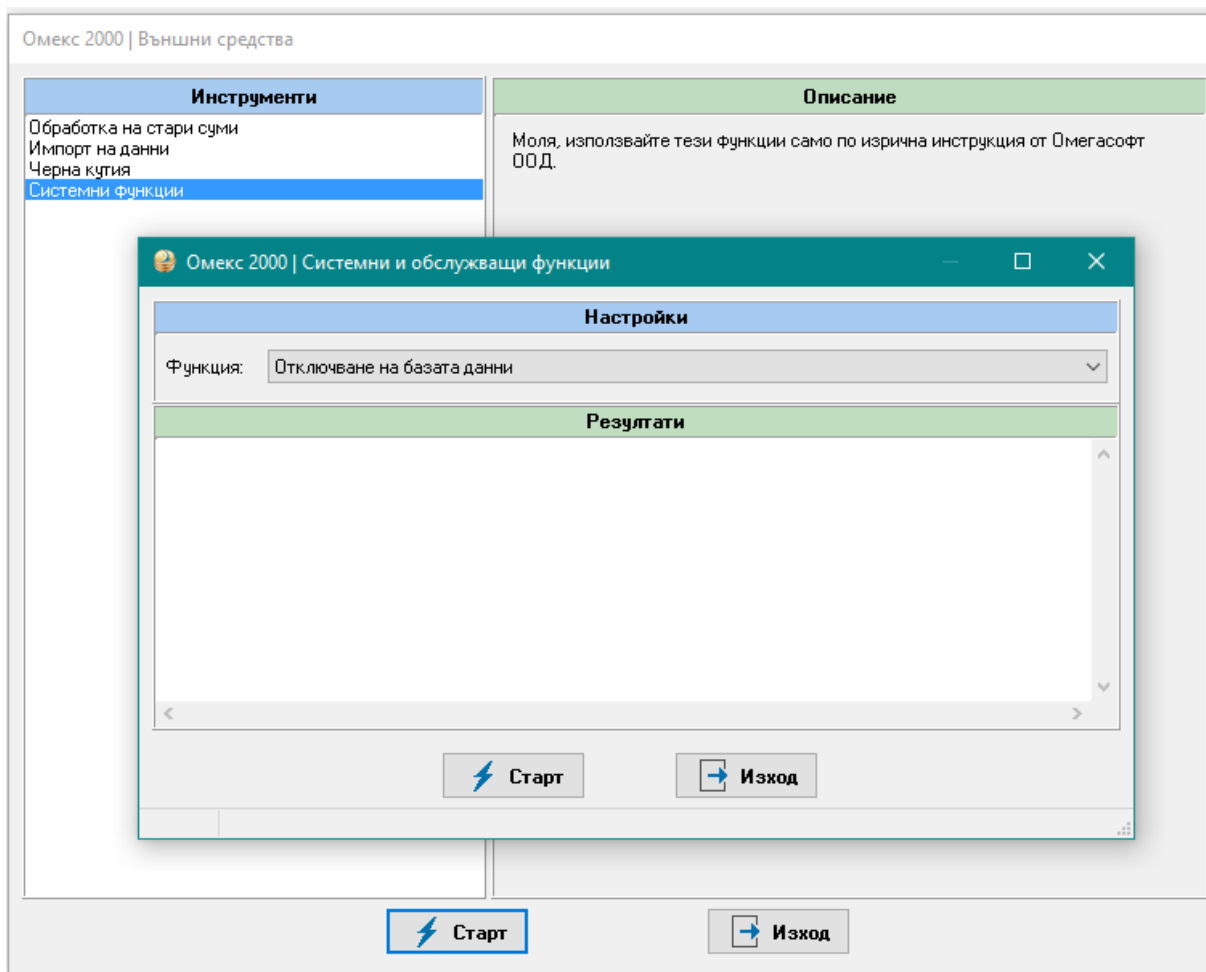 Омекс 2000 | Външни средства
Инструменти
Описание
Обработка на стари суми
Импорт на данни
Черна кутия
Системни функции
Моля, използвайте тези функции само по изрична инструкция от Омегасофт
ООД.
Омекс 2000 | Системни и обслужващи функции
Настройки
Функция:
Отключване на базата данни
Резултати
Старт
Изход
Старт
Изход